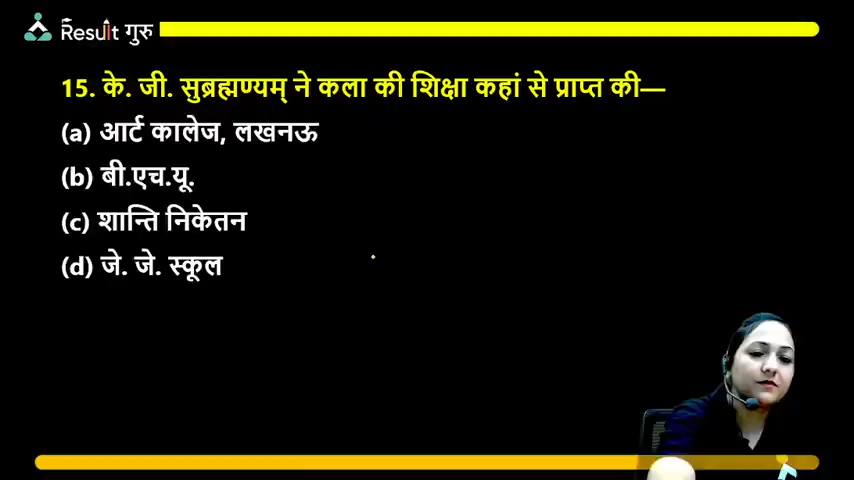 Result गुरु
15. के. जी. सुब्रह्मण्यम् ने कला की शिक्षा कहां से प्राप्त की—
(a) आर्ट कालेज, लखनऊ
(b) बी.एच.यू.
(c) शान्ति निकेतन
(d) जे. जे. स्कूल